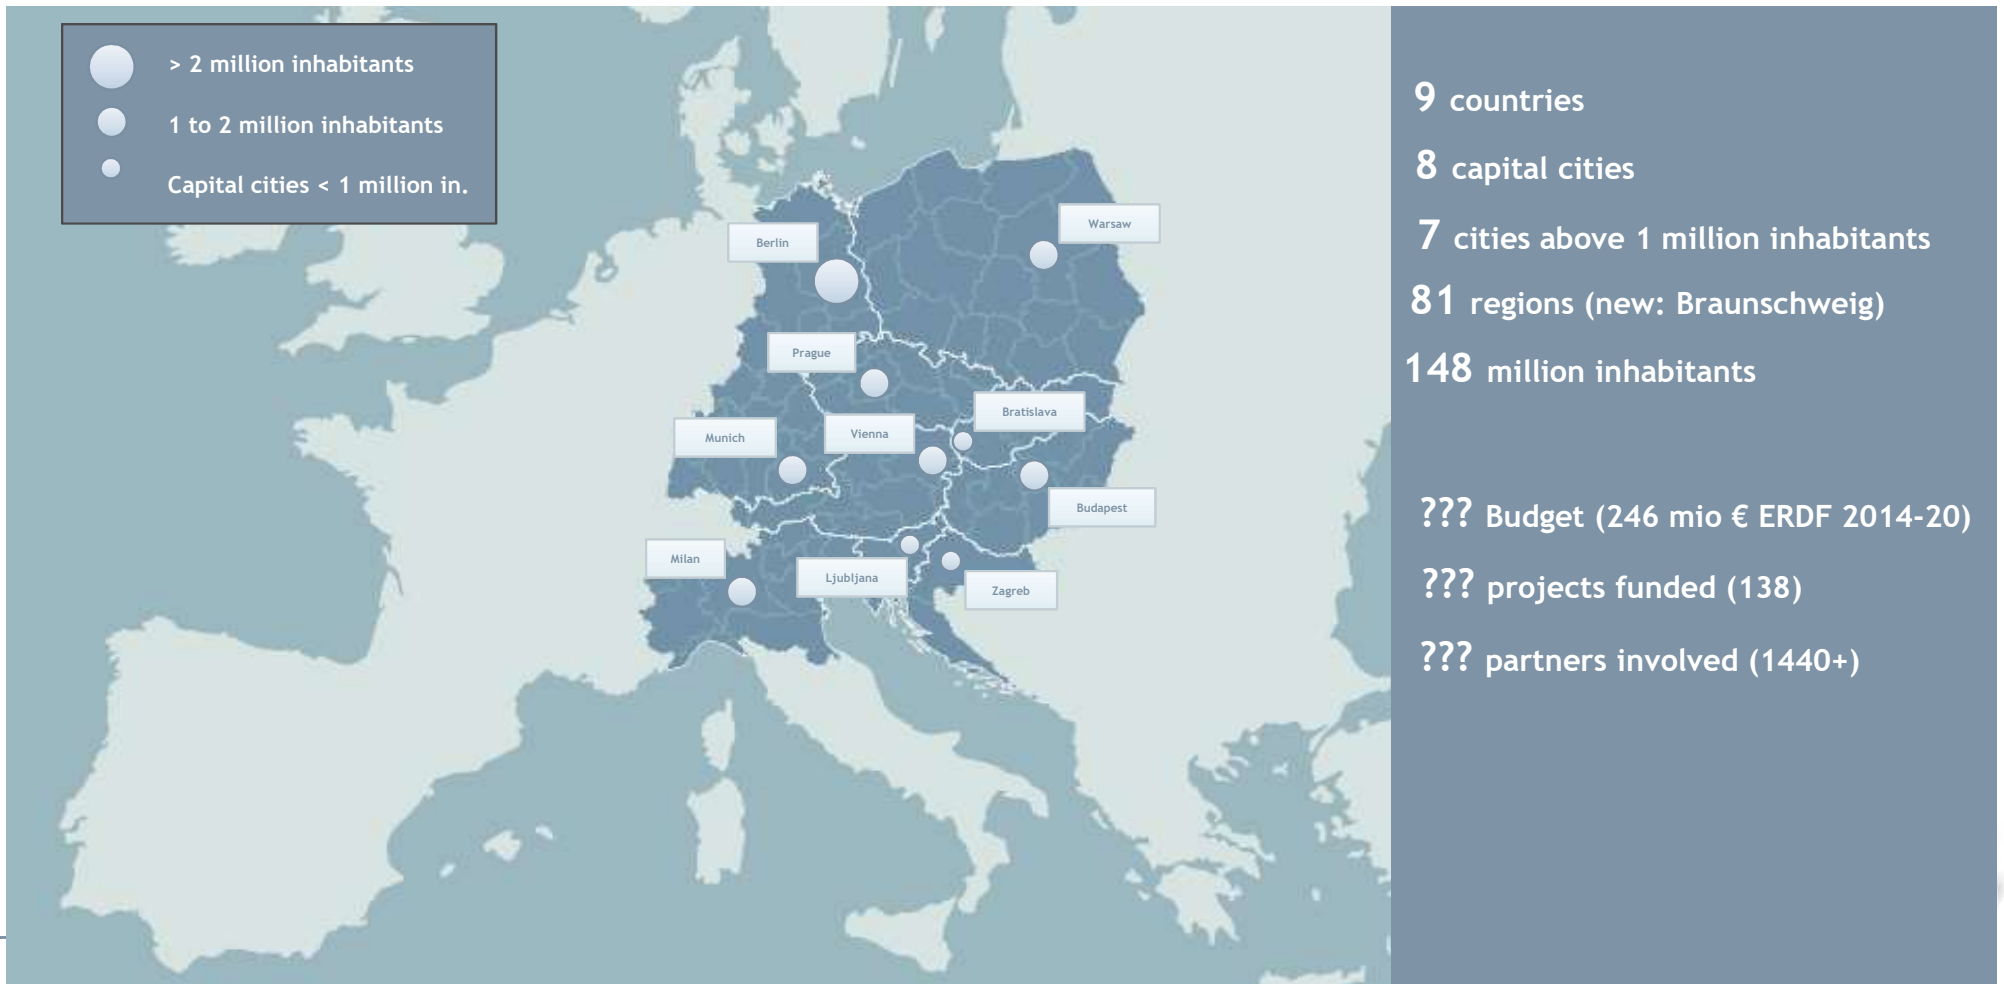 > 2 million inhabitants
1 to 2 million inhabitants
Capital cities < 1 million in.
Warsaw
Berlin
Prague
Bratislava
Vienna
Munich
Budapest
Milan
Ljubljana
Zagreb
9 countries
8 capital cities
7 cities above 1 million inhabitants
81 regions (new: Braunschweig)
148 million inhabitants
??? Budget (246 mio € ERDF 2014-20)
??? projects funded (138)
??? partners involved (1440+)